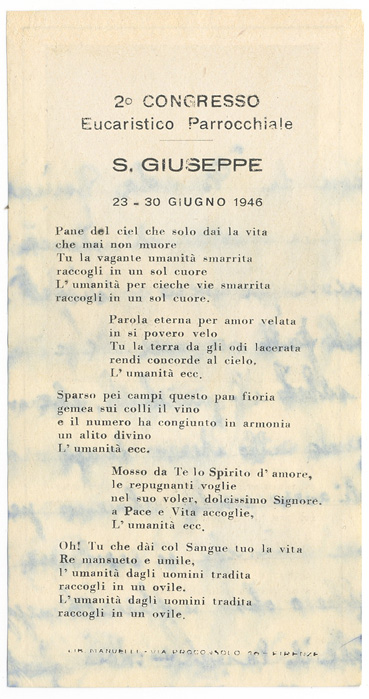 2º CONGRESSO
Eucaristico Parrocchiale
S. GIUSEPPE
23 - 30 GIUGNO 1946
Pane del ciel che solo dai la vita
che mai non muore
Tu la vagante umanità smarrita
raccogli in un sol cuore
L' umanità per cieche vie smarrita
raccogli in un sol cuore.
Parola eterna per amor velata
in si povero velo
Tu la terra da gli odi lacerata
rendi concorde al cielo.
L' umanità ecc.
Sparso pei campi questo pan fioria
gemea sui colli il vino
e il numero ha congiunto in armonia
un alito divino
L' umanità ecc.
Mosso da Te lo Spirito d' amore,
le repugnanti voglie
nel suo voler, dolcissimo Signore.
a Pace e Vita accoglie,
L' umanità ecc.
Oh! Tu che dài col Sangue tuo la vita
Re mansueto e umile,
l' umanità dagli uomini tradita
raccogli in un ovile.
L' umanità dagli uomini tradita
raccogli in un ovile.
LIB. MANUELLI - VIA PROCONSOLO - FIRENZE